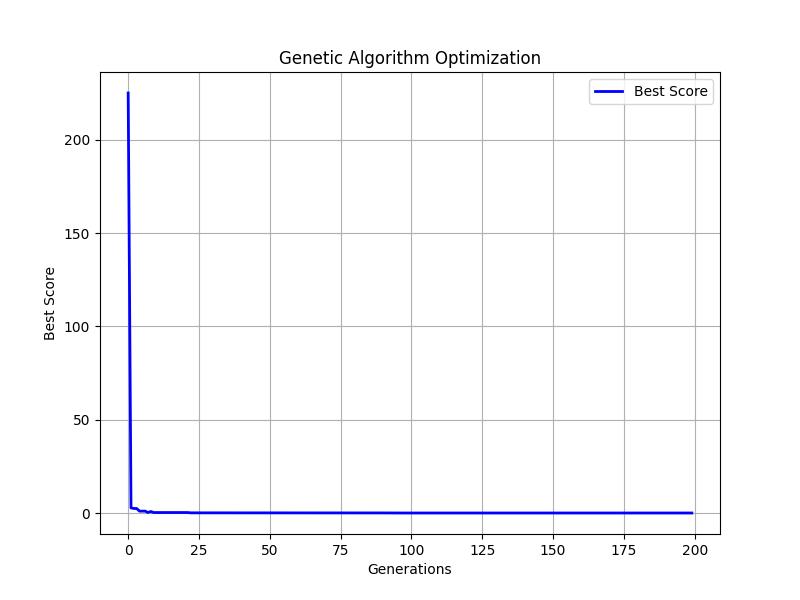 Genetic Algorithm Optimization
Best Score
200
150
100
50
0
Best Score
0 25 50 75 100 125 150 175 200
Generations